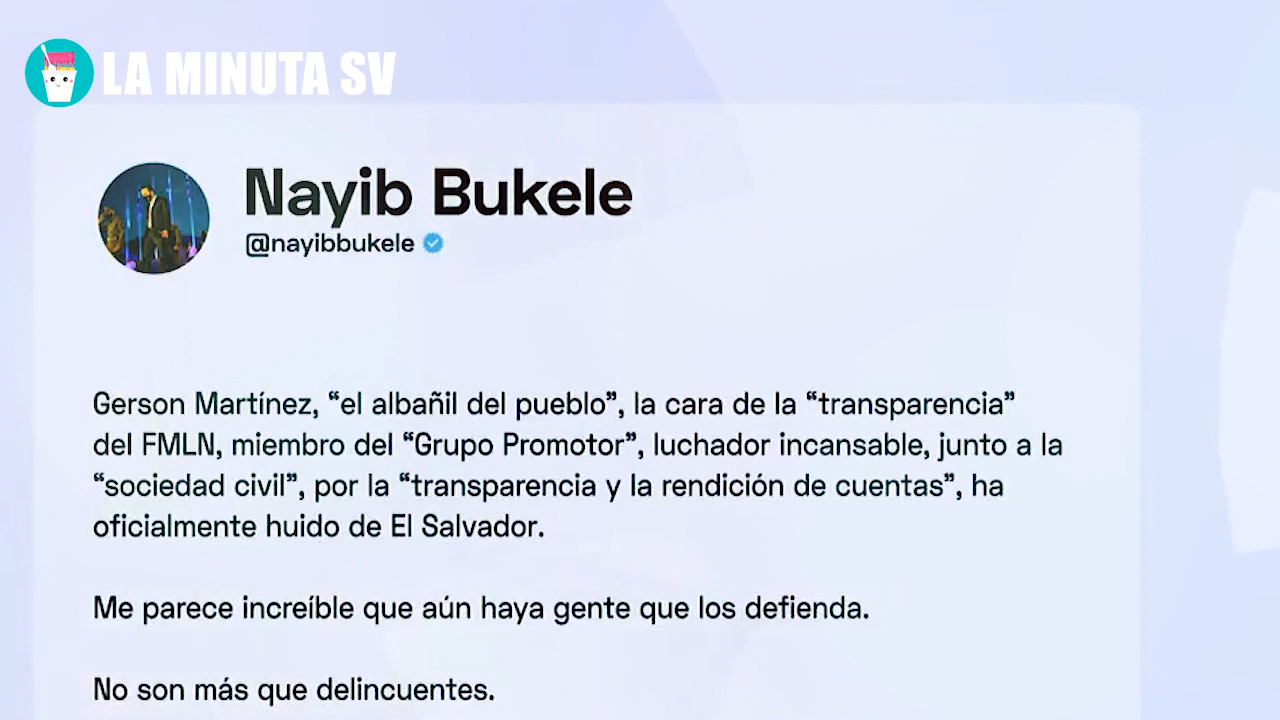 LA MINUTA SV
Nayib Bukele
@nayibbukele
Gerson Martínez, “el albañil del pueblo”, la cara de la “transparencia”
del FMLN, miembro del “Grupo Promotor”, luchador incansable, junto a la
“sociedad civil”, por la “transparencia y la rendición de cuentas”, ha
oficialmente huido de El Salvador.
Me parece increíble que aún haya gente que los defienda.
No son más que delincuentes.